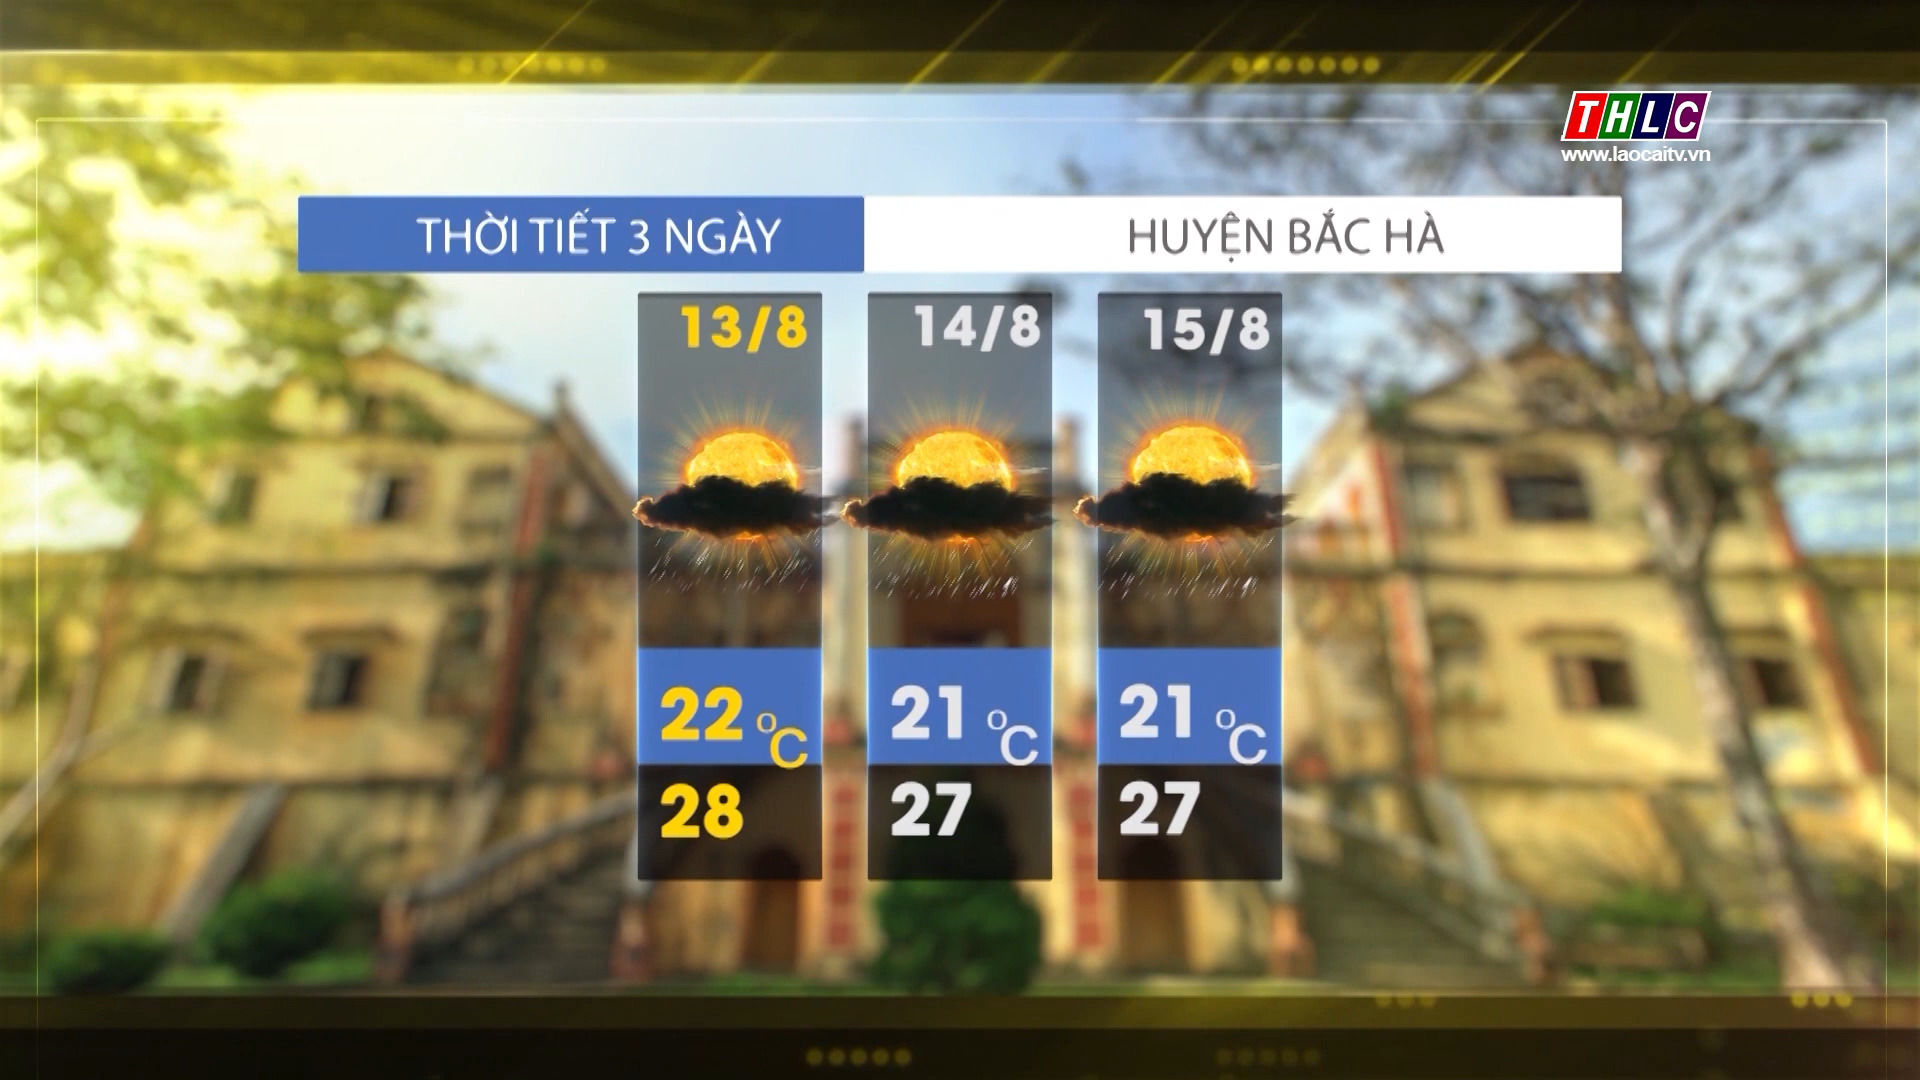 THLC
www.laocaitv.vn
THỜI TIẾT 3 NGÀY
HUYỆN BẮC HÀ
13/8
14/8
15/8
22 °C
21 °C
21 °C
28
27
27